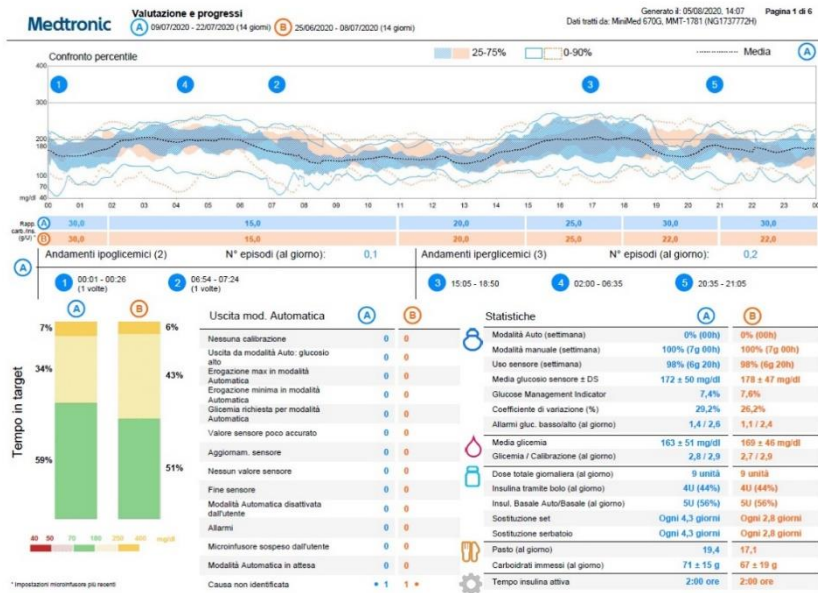 Medtronic
Valutazione e progressi
A 09/07/2020 - 22/07/2020 (14 giorni) B 25/06/2020 - 08/07/2020 (14 giorni)
Generato il: 05/08/2020, 14:07 Pagina 1 di 6
Dati tratti da: MiniMed 670G, MMT-1781 (NG1737772H)
Confronto percentile
25-75% 0-90% Media A
400
300
200
180
100
70
40
mg/dl
1 4 2 3 5
00 01 02 03 04 05 06 07 08 09 10 11 12 13 14 15 16 17 18 19 20 21 22 23 00
Rapp. carb./ins. (g/U) *
A 30,0 15,0 20,0 25,0 30,0 30,0
B 30,0 15,0 20,0 25,0 22,0 22,0
A
Andamenti ipoglicemici (2) N° episodi (al giorno): 0,1
1 00:01 - 00:26 (1 volte)
2 06:54 - 07:24 (1 volte)
Andamenti iperglicemici (3) N° episodi (al giorno): 0,2
3 15:05 - 18:50
4 02:00 - 06:35
5 20:35 - 21:05
Tempo in target
A B
7% 6%
34% 43%
59% 51%
40 50 70 180 250 400 mg/dl
* Impostazioni microinfusore più recenti
Uscita mod. Automatica A B
Nessuna calibrazione 0 0
Uscita da modalità Auto: glucosio alto 0 0
Erogazione max in modalità Automatica 0 0
Erogazione minima in modalità Automatica 0 0
Glicemia richiesta per modalità Automatica 0 0
Valore sensore poco accurato 0 0
Aggiornam. sensore 0 0
Nessun valore sensore 0 0
Fine sensore 0 0
Modalità Automatica disattivata dall'utente 0 0
Allarmi 0 0
Microinfusore sospeso dall'utente 0 0
Modalità Automatica in attesa 0 0
Causa non identificata 1 1
Statistiche A B
Modalità Auto (settimana) 0% (00h) 0% (00h)
Modalità manuale (settimana) 100% (7g 00h) 100% (7g 00h)
Uso sensore (settimana) 98% (6g 20h) 98% (6g 20h)
Media glucosio sensore ± DS 172 ± 50 mg/dl 178 ± 47 mg/dl
Glucose Management Indicator 7,4% 7,6%
Coefficiente di variazione (%) 29,2% 26,2%
Allarmi gluc. basso/alto (al giorno) 1,4 / 2,6 1,1 / 2,4
Media glicemia 163 ± 51 mg/dl 169 ± 46 mg/dl
Glicemia / Calibrazione (al giorno) 2,8 / 2,9 2,7 / 2,9
Dose totale giornaliera (al giorno) 9 unità 9 unità
Insulina tramite bolo (al giorno) 4U (44%) 4U (44%)
Insul. Basale Auto/Basale (al giorno) 5U (56%) 5U (56%)
Sostituzione set Ogni 4,3 giorni Ogni 2,8 giorni
Sostituzione serbatoio Ogni 4,3 giorni Ogni 2,8 giorni
Pasto (al giorno) 19,4 17,1
Carboidrati immessi (al giorno) 71 ± 15 g 67 ± 19 g
Tempo insulina attiva 2:00 ore 2:00 ore